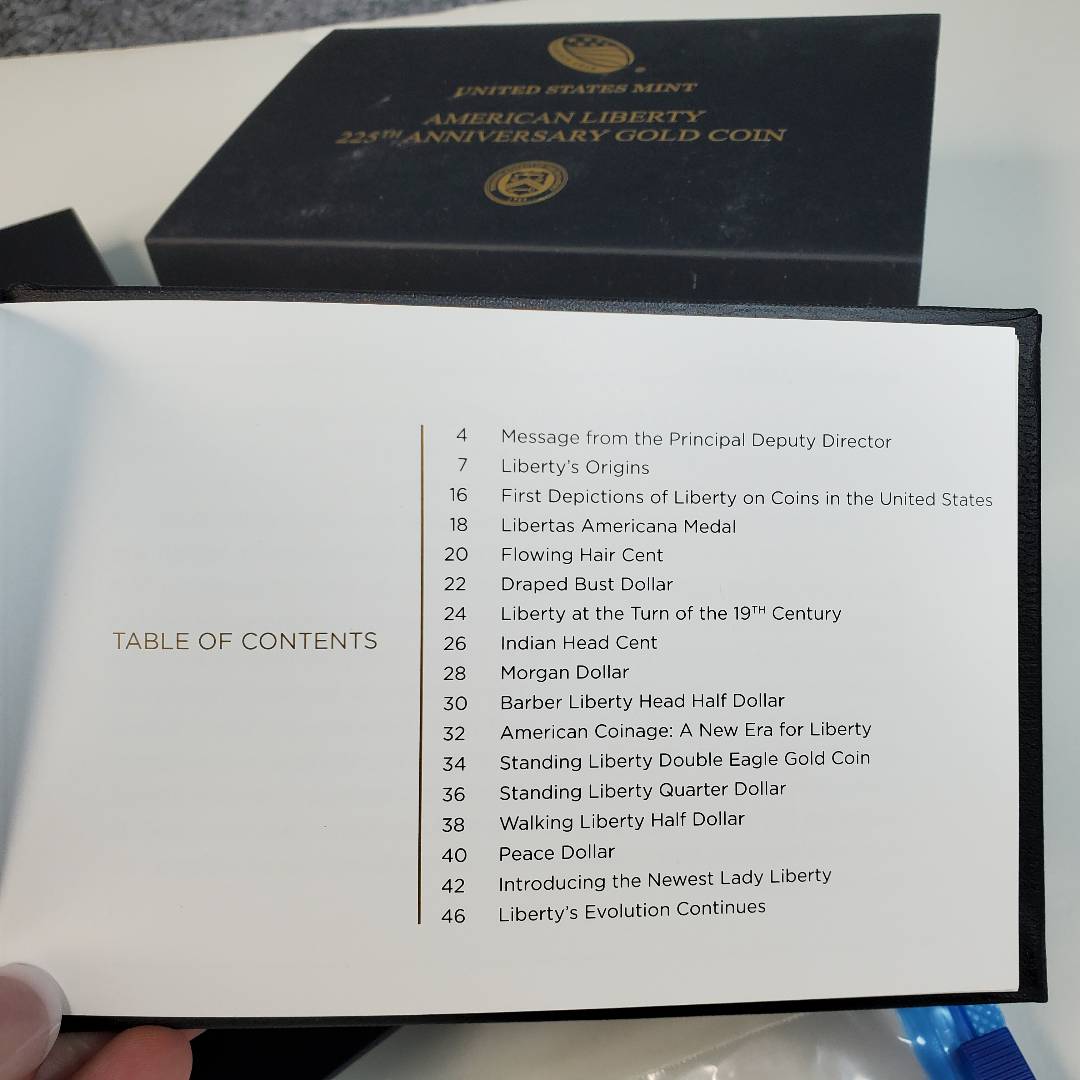 UNITED STATES MINT
AMERICAN LIBERTY
225TH ANNIVERSARY GOLD COIN
TABLE OF CONTENTS
4 Message from the Principal Deputy Director
7 Liberty's Origins
16 First Depictions of Liberty on Coins in the United States
18 Libertas Americana Medal
20 Flowing Hair Cent
22 Draped Bust Dollar
24 Liberty at the Turn of the 19TH Century
26 Indian Head Cent
28 Morgan Dollar
30 Barber Liberty Head Half Dollar
32 American Coinage: A New Era for Liberty
34 Standing Liberty Double Eagle Gold Coin
36 Standing Liberty Quarter Dollar
38 Walking Liberty Half Dollar
40 Peace Dollar
42 Introducing the Newest Lady Liberty
46 Liberty's Evolution Continues